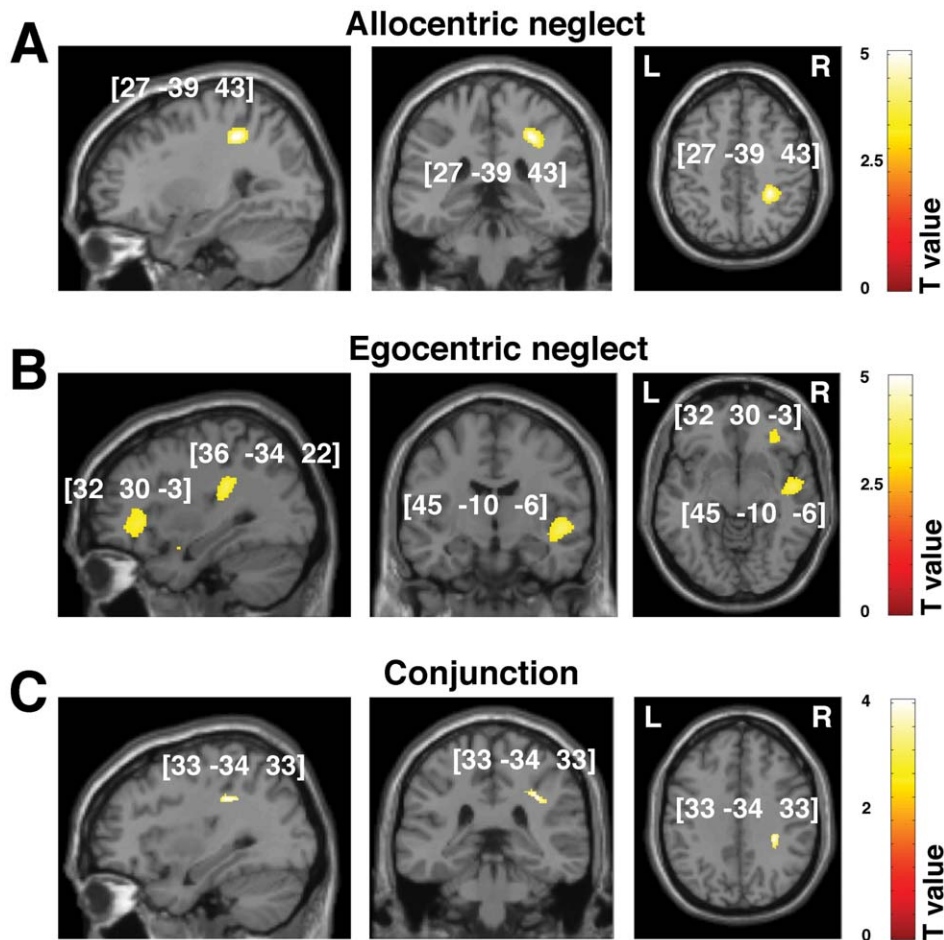 A
Allocentric neglect
[27 -39 43]
[27 -39 43]
L R
[27 -39 43]
5
2.5
0
T value
B
Egocentric neglect
[36 -34 22]
[32 30 -3]
[45 -10 -6]
L R
[32 30 -3]
[45 -10 -6]
5
2.5
0
T value
C
Conjunction
[33 -34 33]
[33 -34 33]
L R
[33 -34 33]
4
2
0
T value